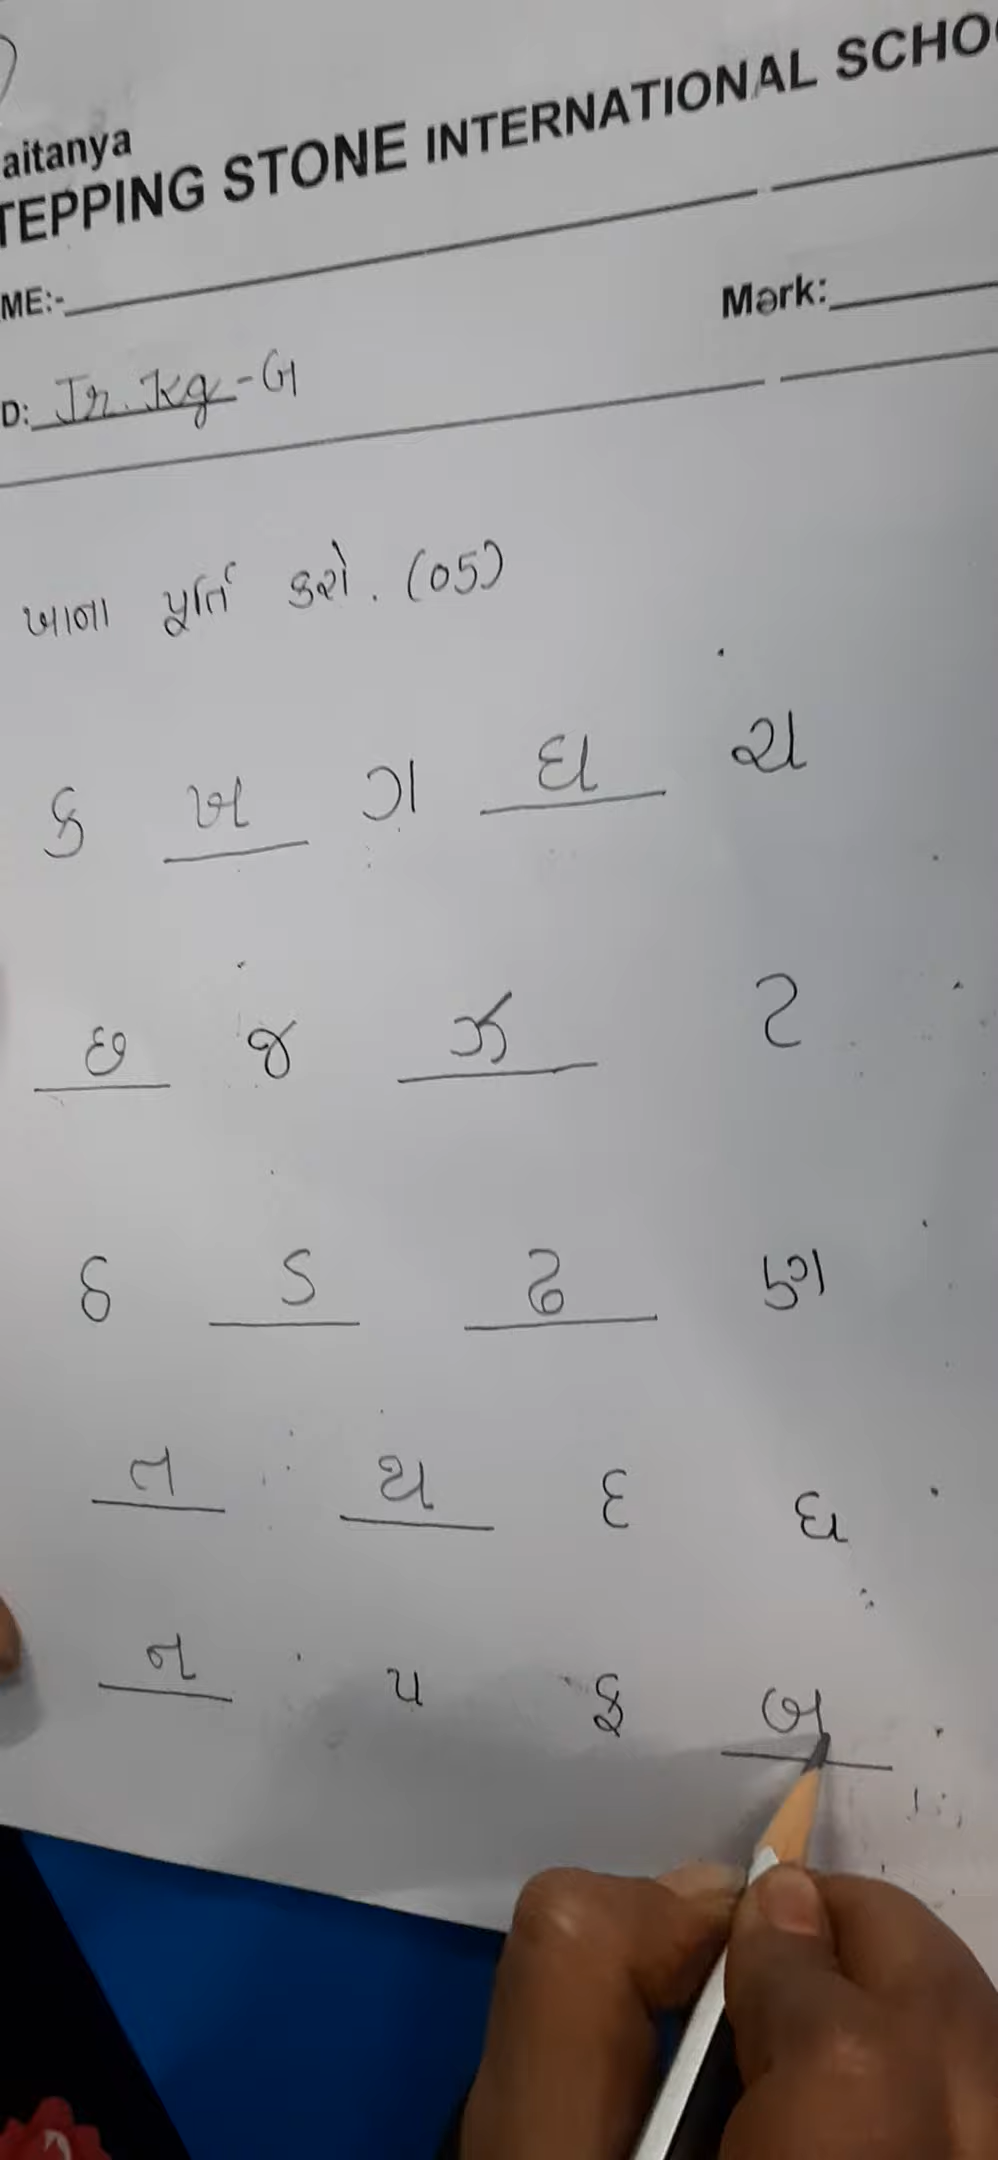 aitanya
TEPPING STONE INTERNATIONAL SCHO
ME:-
Mark:
D: Jr. Kg - G
ખાના પૂર્તિ કરો. (05)
ક ખ ગ ઘ ચ
છ જ ઝ ટ
ઠ ડ ઢ ણ
ત થ દ ધ
ન પ ફ બ